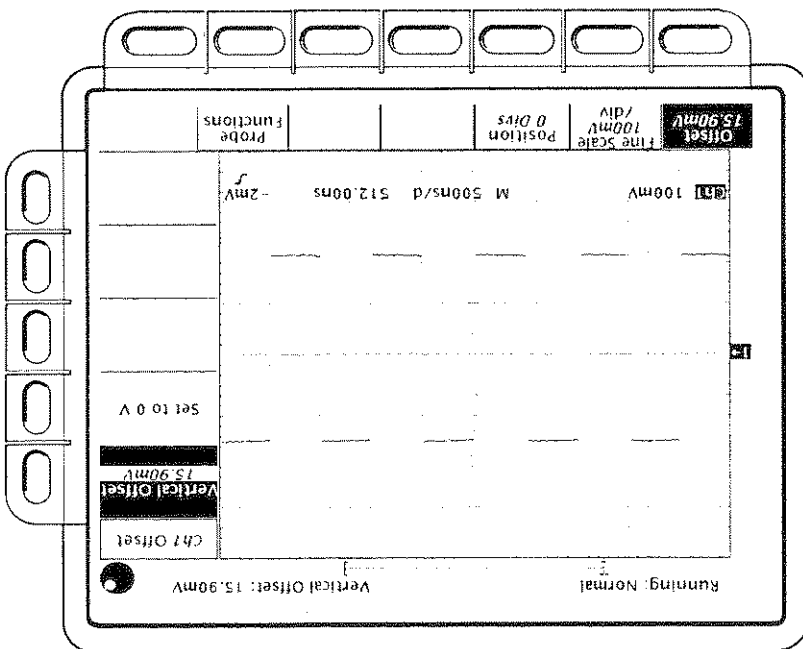 Running: Normal
Vertical Offset: 15.90mV
Ch1 Offset
Vertical Offset
15.90mV
Set to 0 V
Ch1 100mV
M 500ns/d 512.00ns
-2mV
Offset
15.90mV
Fine Scale
100mV
/div
Position
0 Divs
Probe
Functions